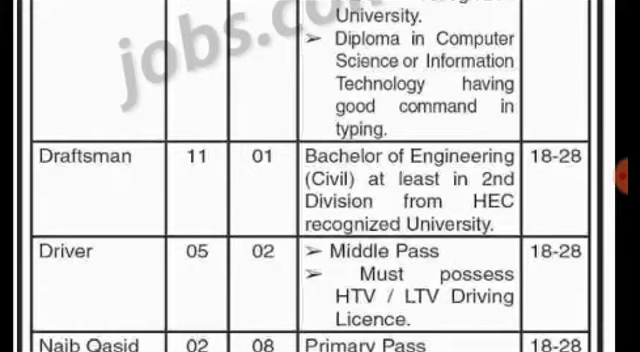 University.
➢ Diploma in Computer
Science or Information
Technology having
good command in
typing.
jobs.co
Draftsman 11 01 Bachelor of Engineering 18-28
(Civil) at least in 2nd
Division from HEC
recognized University.
Driver 05 02 ➢ Middle Pass 18-28
➢ Must possess
HTV / LTV Driving
Licence.
Naib Qasid 02 08 Primary Pass 18-28